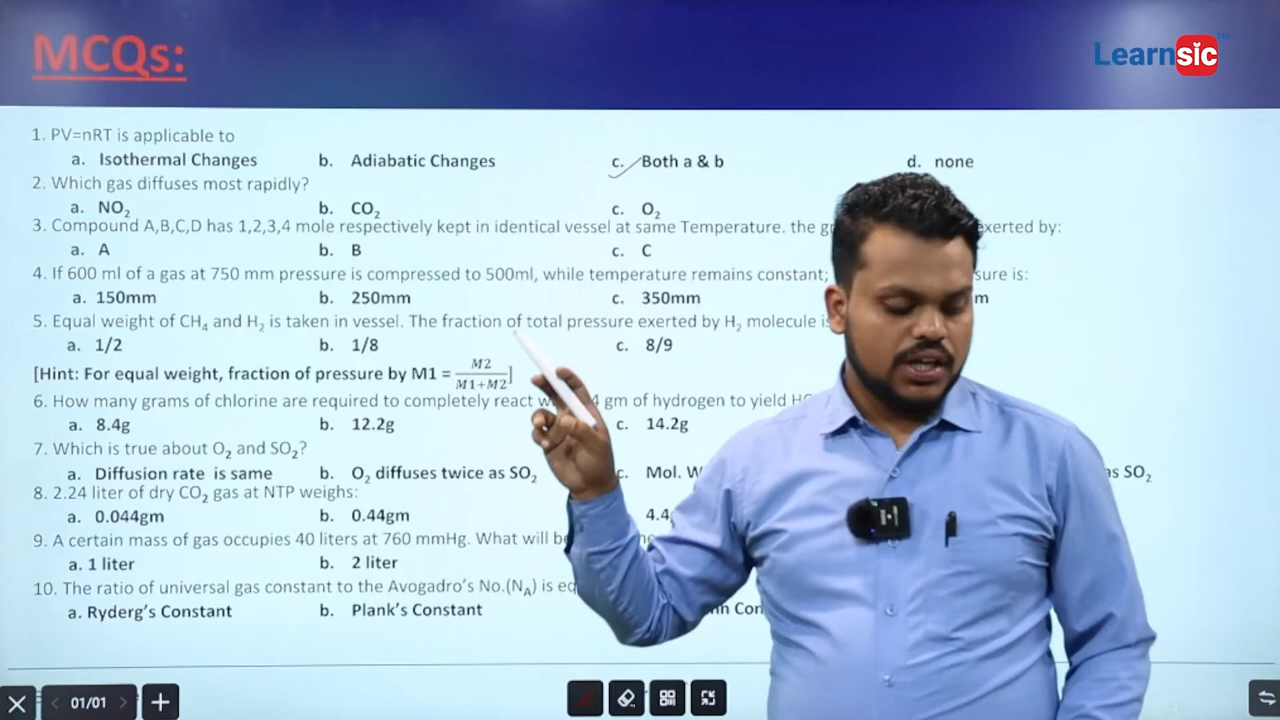 MCQs:
Learnsic
TM
1. PV=nRT is applicable to
a. Isothermal Changes b. Adiabatic Changes c. Both a & b d. none
2. Which gas diffuses most rapidly?
a. NO₂ b. CO₂ c. O₂
3. Compound A,B,C,D has 1,2,3,4 mole respectively kept in identical vessel at same Temperature. the exerted by:
a. A b. B c. C
4. If 600 ml of a gas at 750 mm pressure is compressed to 500ml, while temperature remains constant; is:
a. 150mm b. 250mm c. 350mm
5. Equal weight of CH₄ and H₂ is taken in vessel. The fraction of total pressure exerted by H₂ molecule
a. 1/2 b. 1/8 c. 8/9
[Hint: For equal weight, fraction of pressure by M1 = M2/M1+M2]
6. How many grams of chlorine are required to completely react gm of hydrogen to yield
a. 8.4g b. 12.2g c. 14.2g
7. Which is true about O₂ and SO₂?
a. Diffusion rate is same b. O₂ diffuses twice as SO₂ c. Mol. SO₂
8. 2.24 liter of dry CO₂ gas at NTP weighs:
a. 0.044gm b. 0.44gm
9. A certain mass of gas occupies 40 liters at 760 mmHg. What will
a. 1 liter b. 2 liter
10. The ratio of universal gas constant to the Avogadro's No.(N_A) is
a. Ryderg's Constant b. Plank's Constant
01/01